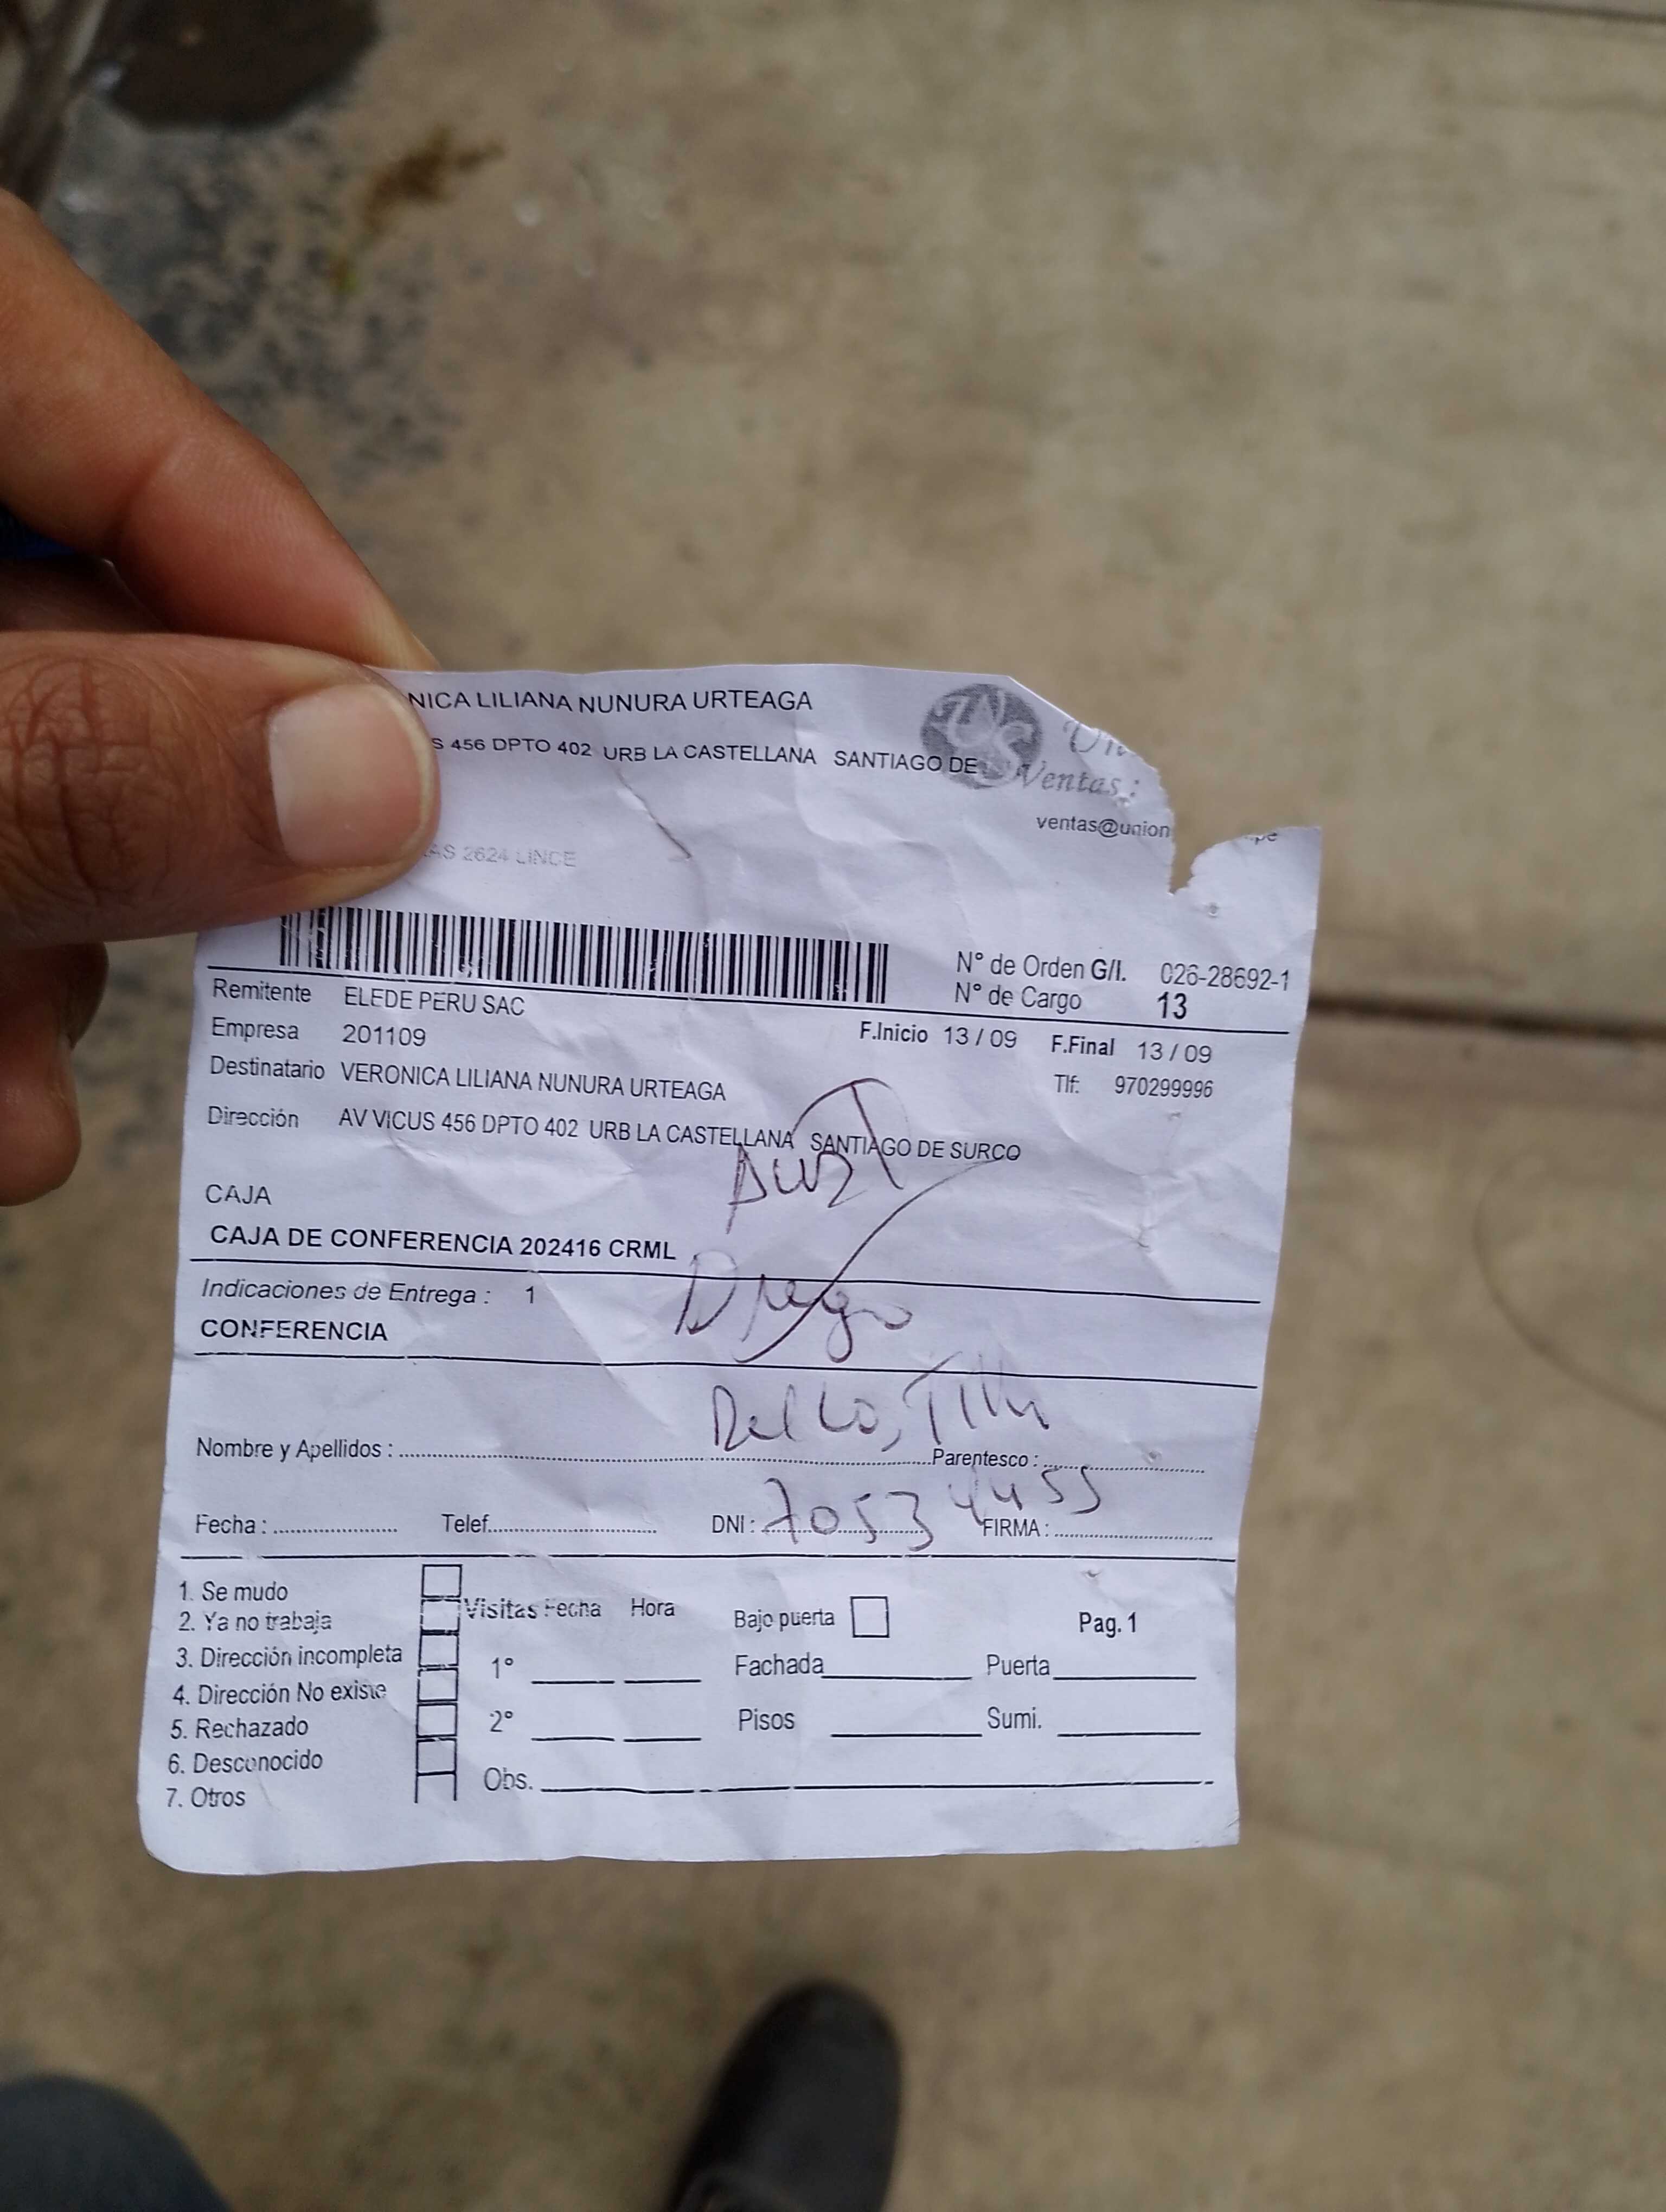 NICA LILIANA NUNURA URTEAGA
S 456 DPTO 402 URB LA CASTELLANA SANTIAGO DE
Ventas:
ventas@union
AS 2624 LINCE
N° de Orden G/I. 026-28692-1
N° de Cargo 13
Remitente ELEDE PERU SAC
Empresa 201109
F.Inicio 13 / 09 F.Final 13 / 09
Destinatario VERONICA LILIANA NUNURA URTEAGA
Tlf: 970299996
Dirección AV VICUS 456 DPTO 402 URB LA CASTELLANA SANTIAGO DE SURCO
CAJA
CAJA DE CONFERENCIA 202416 CRML
Indicaciones de Entrega : 1
Diego
CONFERENCIA
Nombre y Apellidos : Parentesco :
Fecha : Telef. DNI : 70534455 FIRMA :
1. Se mudo
2. Ya no trabaja
3. Dirección incompleta
4. Dirección No existe
5. Rechazado
6. Desconocido
7. Otros
Visitas Fecha Hora
1°
2°
Obs.
Bajo puerta
Pag. 1
Fachada Puerta
Pisos Sumi.